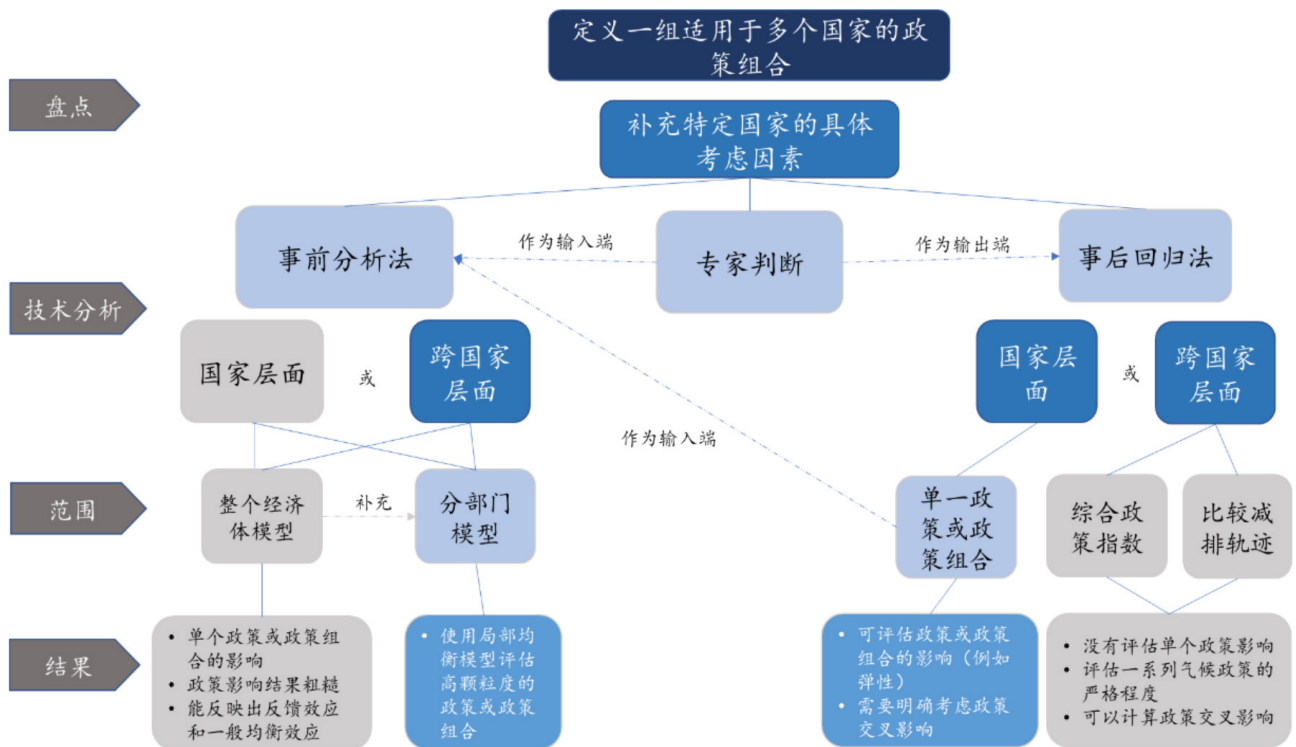 定义一组适用于多个国家的政
策组合
盘点
补充特定国家的具体
考虑因素
事前分析法
作为输入端
专家判断
作为输出端
事后回归法
技术分析
国家层面
或
跨国家
层面
国家层
面
或
跨国家
层面
作为输入端
范围
整个经济
体模型
补充
分部门
模型
单一政
策或政
策组合
综合政
策指数
比较减
排轨迹
结果
• 单个政策或政策组
合的影响
• 政策影响结果粗糙
• 能反映出反馈效应
和一般均衡效应
• 使用局部均
衡模型评估
高颗粒度的
政策或政策
组合
• 可评估政策或政策
组合的影响（例如
弹性）
• 需要明确考虑政策
交叉影响
• 没有评估单个政策影响
• 评估一系列气候政策的
严格程度
• 可以计算政策交叉影响